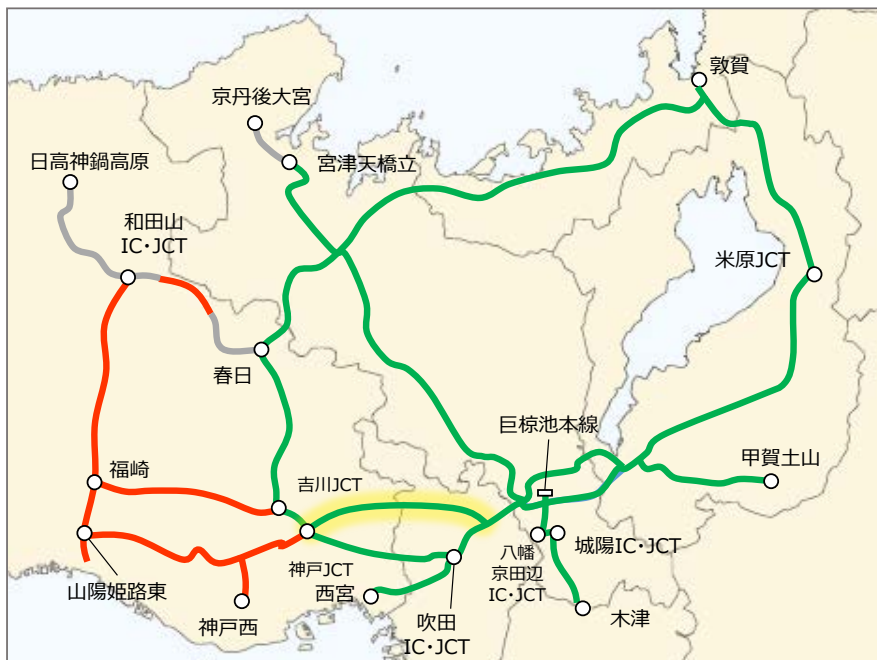 敦賀
京丹後大宮
日高神鍋高原
宮津天橋立
和田山
IC・JCT
米原JCT
春日
巨椋池本線
福崎
吉川JCT
甲賀土山
山陽姫路東
神戸JCT
八幡
京田辺
IC・JCT
城陽IC・JCT
西宮
神戸西
吹田
IC・JCT
木津